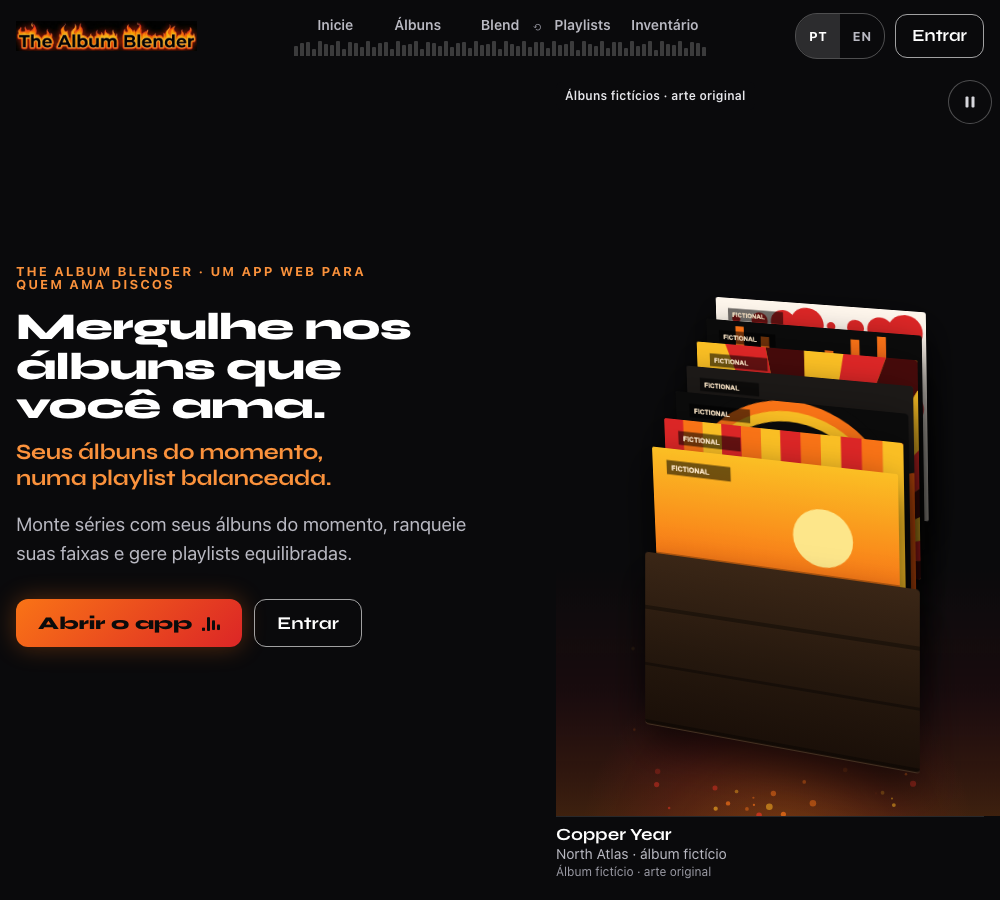 The Album Blender
Inicie Álbuns Blend Playlists Inventário
PT EN
Entrar
Álbuns fictícios · arte original
THE ALBUM BLENDER · UM APP WEB PARA
QUEM AMA DISCOS
Mergulhe nos
álbuns que
você ama.
Seus álbuns do momento,
numa playlist balanceada.
Monte séries com seus álbuns do momento, ranqueie
suas faixas e gere playlists equilibradas.
Abrir o app
Entrar
FICTIONAL
FICTIONAL
FICTIONAL
FICTIONAL
FICTIONAL
FICTIONAL
FICTIONAL
Copper Year
North Atlas · álbum fictício
Álbum fictício · arte original